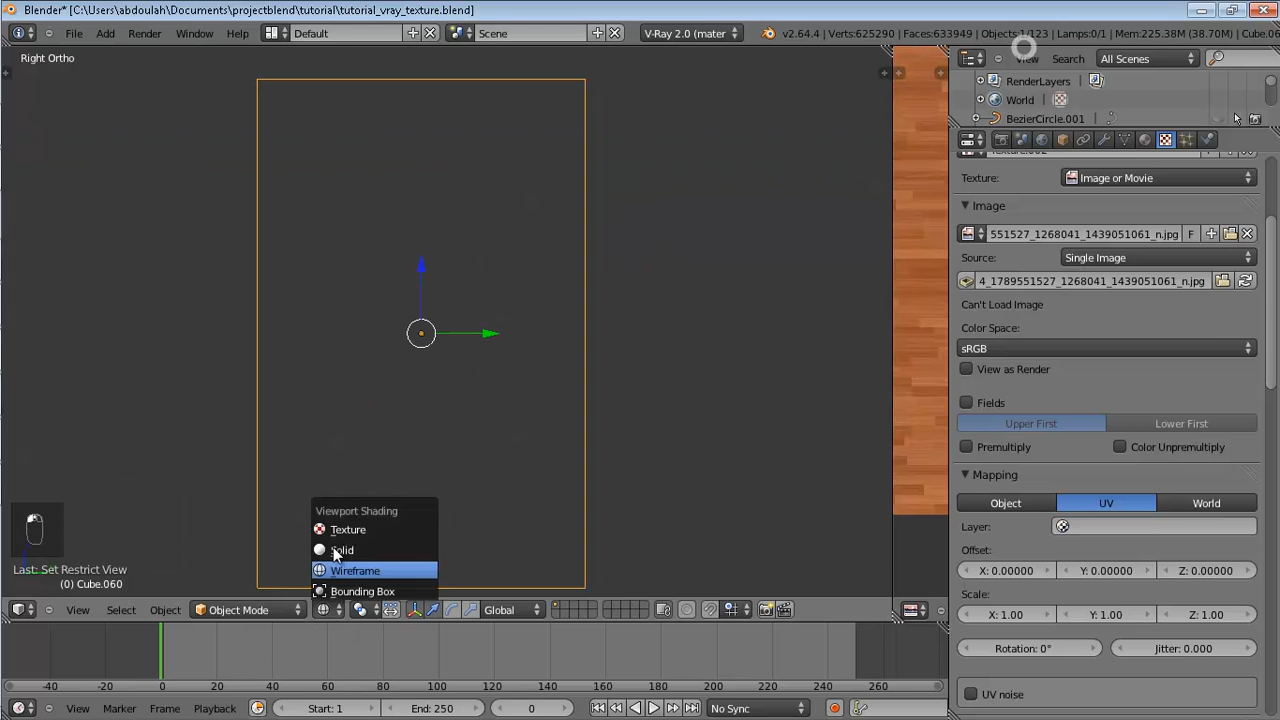 Blender* [C:\Users\abdoulah\Documents\projectblend\tutorial\tutorial_vray_texture.blend]
File Add Render Window Help Default Scene V-Ray 2.0 (mater v2.64.4 | Verts:625290 | Faces:633949 | Objects:1/123 | Lamps:0/1 | Mem:225.38M (38.70M) | Cube.06
Right Ortho
View Search All Scenes
RenderLayers
World
BezierCircle.001
Texture: Image or Movie
Image
551527_1268041_1439051061_n.jpg F
Source: Single Image
4_1789551527_1268041_1439051061_n.jpg
Can't Load Image
Color Space:
sRGB
View as Render
Fields
Upper First Lower First
Premultiply Color Unpremultiply
Mapping
Object UV World
Layer:
Offset:
X: 0.00000 Y: 0.00000 Z: 0.00000
Scale:
X: 1.00 Y: 1.00 Z: 1.00
Rotation: 0° Jitter: 0.000
UV noise
Viewport Shading
Texture
Solid
Wireframe
Bounding Box
Last: Set Restrict View
(0) Cube.060
View Select Object Object Mode Global
-40 -20 0 20 40 60 80 100 120 140 160 180 200 220 240 260
View Marker Frame Playback Start: 1 End: 250 0 No Sync